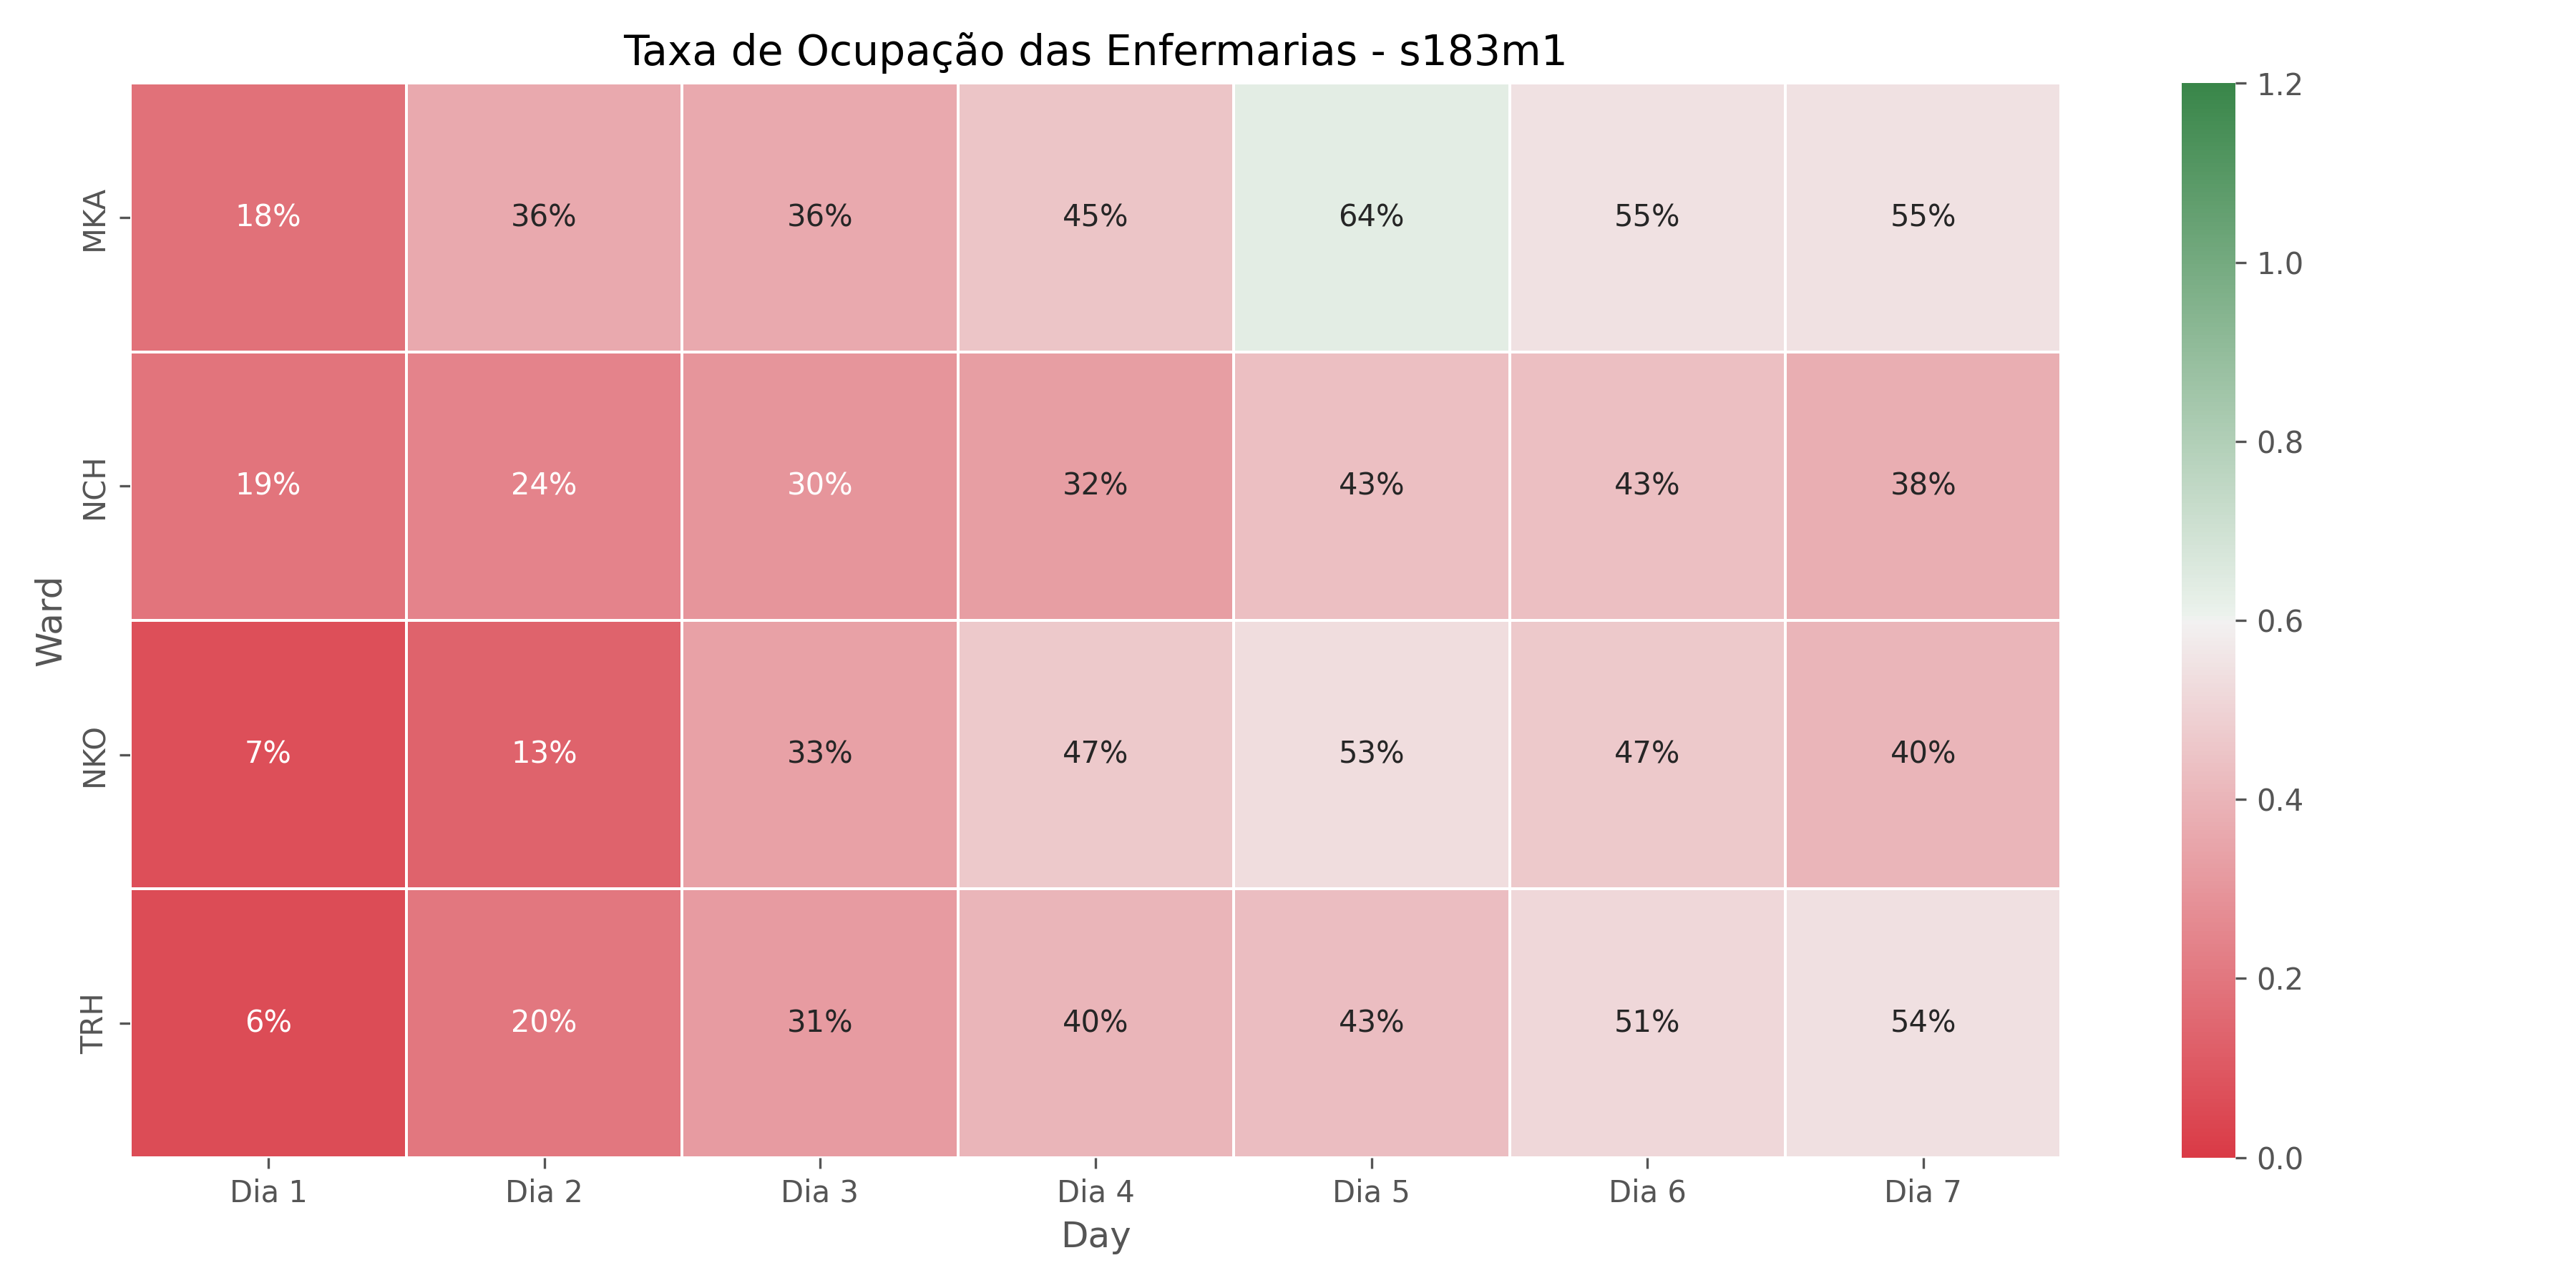 Taxa de Ocupação das Enfermarias - s183m1
Ward
MKA
18% 36% 36% 45% 64% 55% 55%
NCH
19% 24% 30% 32% 43% 43% 38%
NKO
7% 13% 33% 47% 53% 47% 40%
TRH
6% 20% 31% 40% 43% 51% 54%
Dia 1 Dia 2 Dia 3 Dia 4 Dia 5 Dia 6 Dia 7
Day
1.2
1.0
0.8
0.6
0.4
0.2
0.0